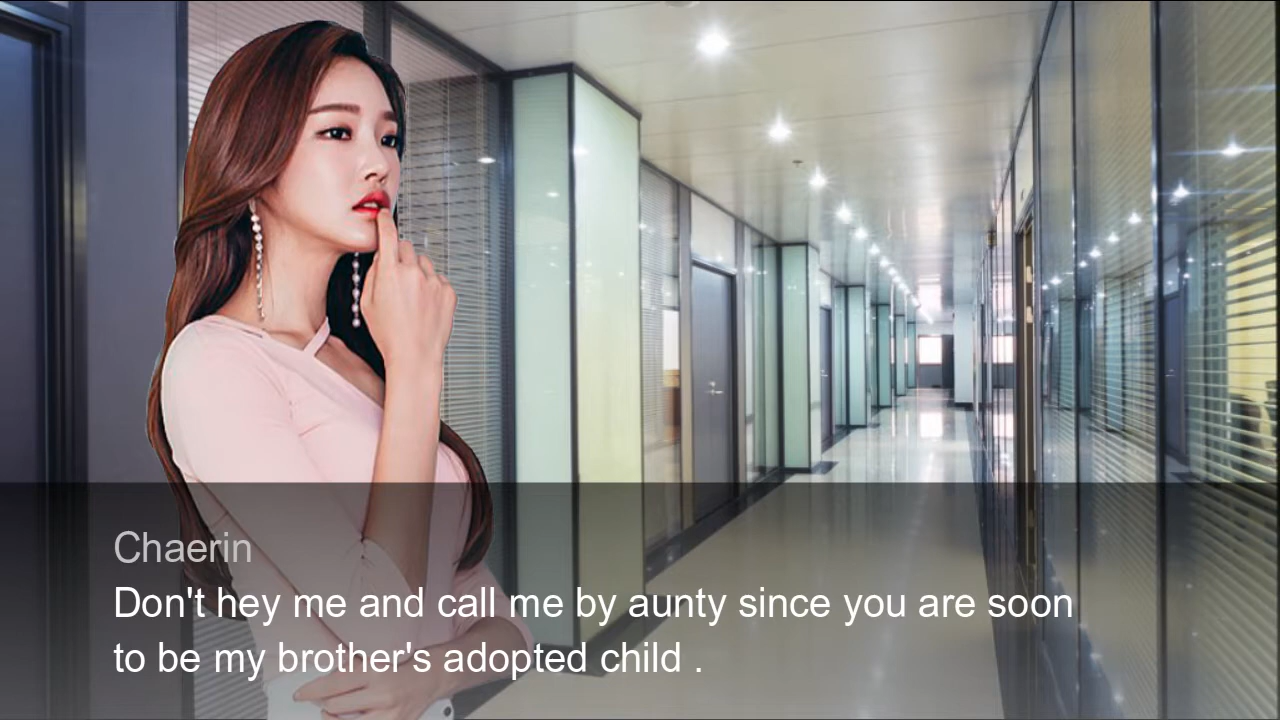 Chaerin
Don't hey me and call me by aunty since you are soon
to be my brother's adopted child .